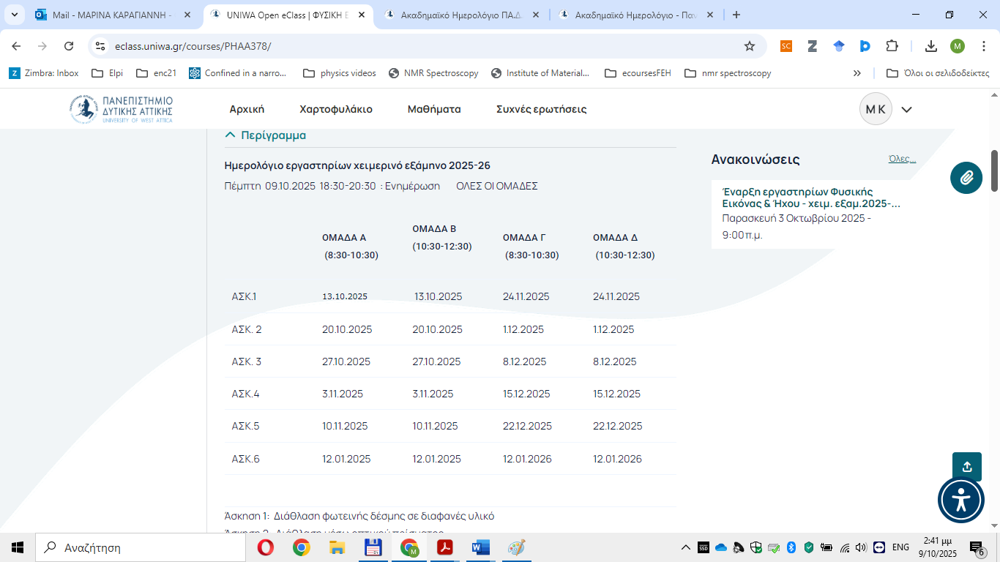 Mail - ΜΑΡΙΝΑ ΚΑΡΑΓΙΑΝΝΗ -
UNIWA Open eClass | ΦΥΣΙΚΗ Ε
Ακαδημαϊκό Ημερολόγιο ΠΑ.Δ
Ακαδημαϊκό Ημερολόγιο - Παν
eclass.uniwa.gr/courses/PHAA378/
SC
M
Zimbra: Inbox
Elpi
enc21
Confined in a narro...
physics videos
NMR Spectroscopy
Institute of Material...
ecoursesFEH
nmr spectroscopy
Όλοι οι σελιδοδείκτες
ΠΑΝΕΠΙΣΤΗΜΙΟ
ΔΥΤΙΚΗΣ ΑΤΤΙΚΗΣ
UNIVERSITY OF WEST ATTICA
Αρχική
Χαρτοφυλάκιο
Μαθήματα
Συχνές ερωτήσεις
Μ Κ
Περίγραμμα
Ημερολόγιο εργαστηρίων χειμερινό εξάμηνο 2025-26
Πέμπτη 09.10.2025 18:30-20:30 : Ενημέρωση ΟΛΕΣ ΟΙ ΟΜΑΔΕΣ
ΟΜΑΔΑ Α (8:30-10:30)
ΟΜΑΔΑ Β (10:30-12:30)
ΟΜΑΔΑ Γ (8:30-10:30)
ΟΜΑΔΑ Δ (10:30-12:30)
ΑΣΚ.1 13.10.2025 13.10.2025 24.11.2025 24.11.2025
ΑΣΚ. 2 20.10.2025 20.10.2025 1.12.2025 1.12.2025
ΑΣΚ. 3 27.10.2025 27.10.2025 8.12.2025 8.12.2025
ΑΣΚ.4 3.11.2025 3.11.2025 15.12.2025 15.12.2025
ΑΣΚ.5 10.11.2025 10.11.2025 22.12.2025 22.12.2025
ΑΣΚ.6 12.01.2025 12.01.2025 12.01.2026 12.01.2026
Άσκηση 1: Διάθλαση φωτεινής δέσμης σε διαφανές υλικό
Ανακοινώσεις
Όλες...
Έναρξη εργαστηρίων Φυσικής
Εικόνας & Ήχου - χειμ. εξαμ.2025-...
Παρασκευή 3 Οκτωβρίου 2025 -
9:00 π.μ.
Αναζήτηση
SSD
ENG
2:41 μμ
9/10/2025
6